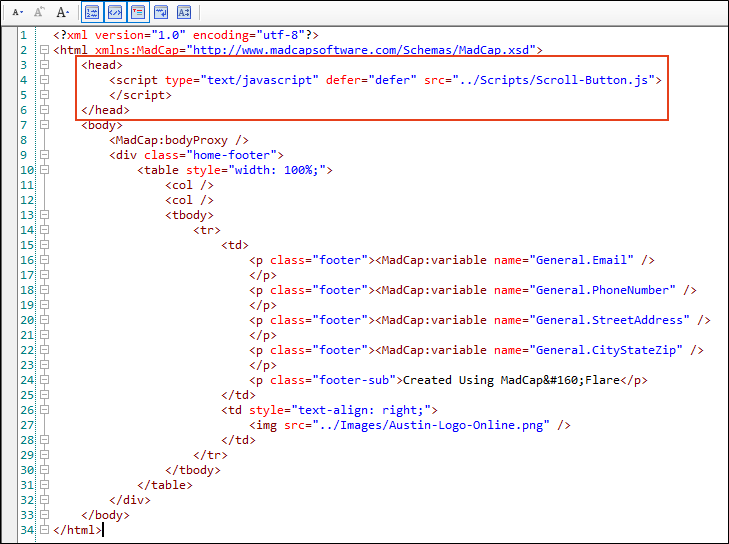 A A A
1 <?xml version="1.0" encoding="utf-8"?>
2 <html xmlns:MadCap="http://www.madcapsoftware.com/Schemas/MadCap.xsd">
3 <head>
4 <script type="text/javascript" defer="defer" src="../Scripts/Scroll-Button.js">
5 </script>
6 </head>
7 <body>
8 <MadCap:bodyProxy />
9 <div class="home-footer">
10 <table style="width: 100%;">
11 <col />
12 <col />
13 <tbody>
14 <tr>
15 <td>
16 <p class="footer"><MadCap:variable name="General.Email" />
17 </p>
18 <p class="footer"><MadCap:variable name="General.PhoneNumber" />
19 </p>
20 <p class="footer"><MadCap:variable name="General.StreetAddress" />
21 </p>
22 <p class="footer"><MadCap:variable name="General.CityStateZip" />
23 </p>
24 <p class="footer-sub">Created Using MadCap&#160;Flare</p>
25 </td>
26 <td style="text-align: right;">
27 <img src="../Images/Austin-Logo-Online.png" />
28 </td>
29 </tr>
30 </tbody>
31 </table>
32 </div>
33 </body>
34 </html>